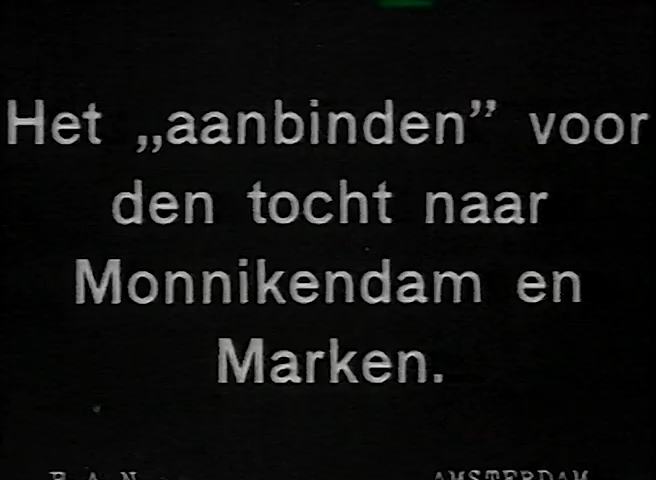 Het „aanbinden” voor
den tocht naar
Monnikendam en
Marken.
AMSTERDAM